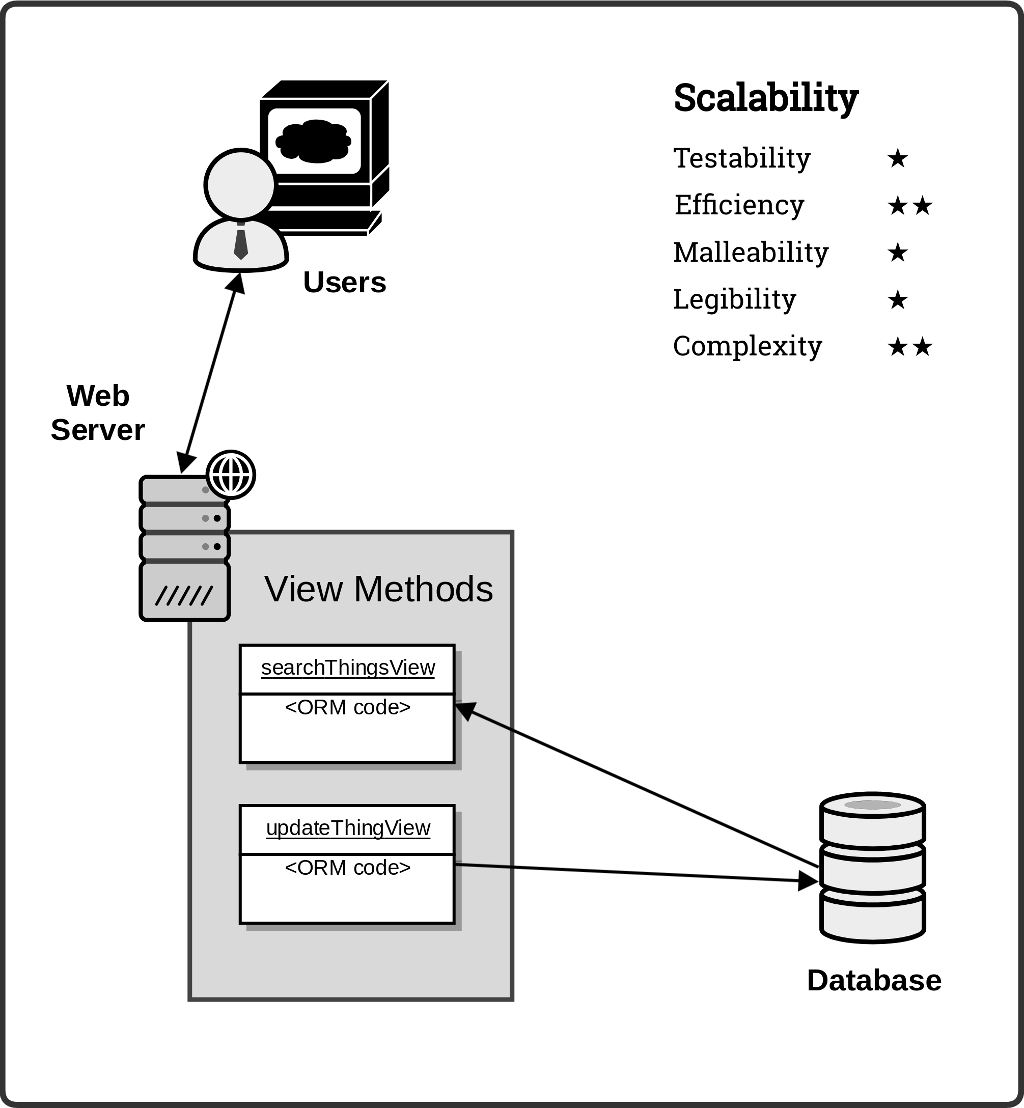 Scalability
Testability ★
Efficiency ★★
Malleability ★
Legibility ★
Complexity ★★
Users
Web
Server
View Methods
searchThingsView
<ORM code>
updateThingView
<ORM code>
Database